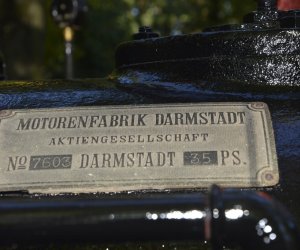 MOTORENFABRIK DARMSTADT
AKTIENGESELLSCHAFT
No 7603 DARMSTADT 35 PS.